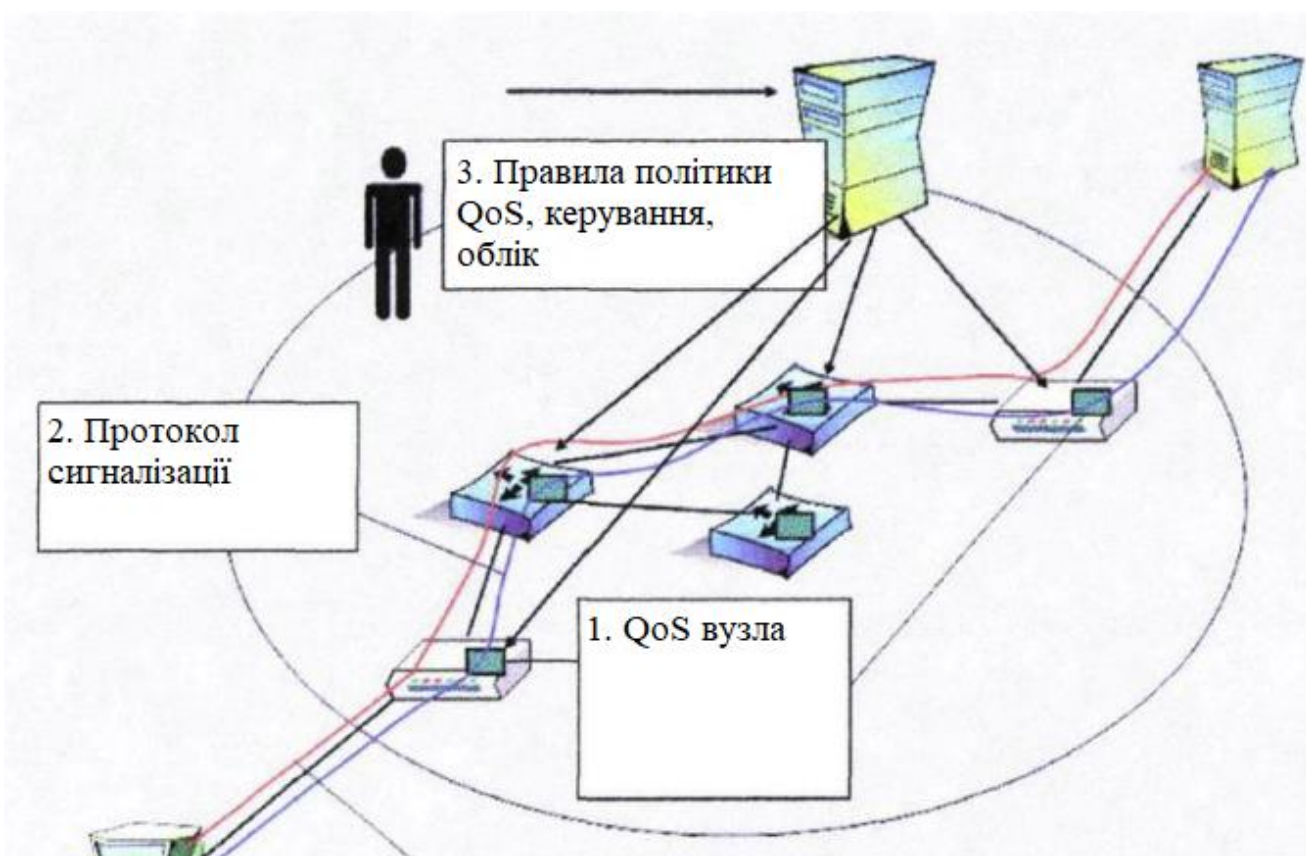 3. Правила політики
QoS, керування,
облік
2. Протокол
сигналізації
1. QoS вузла